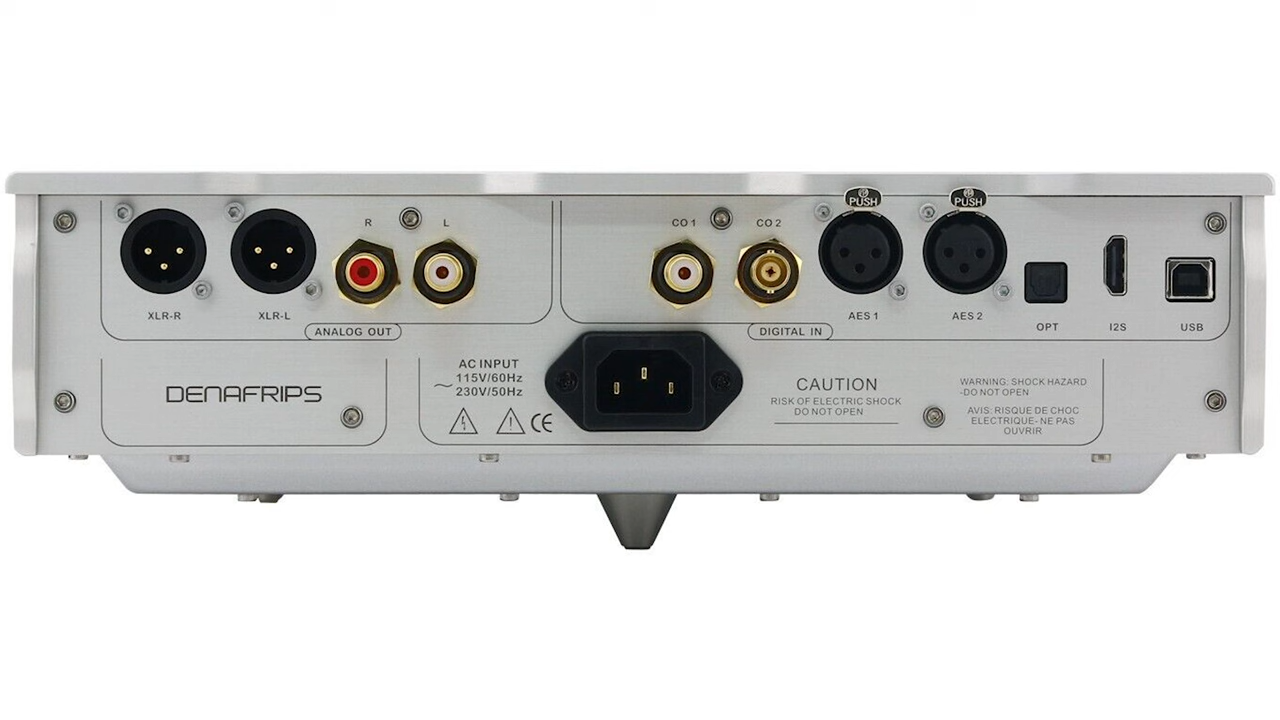 PUSH
PUSH
R
L
CO 1
CO 2
XLR-R
XLR-L
AES 1
AES 2
OPT
I2S
USB
ANALOG OUT
DIGITAL IN
DENAFRIPS
AC INPUT
115V/60Hz
~ 230V/50Hz
CE
CAUTION
RISK OF ELECTRIC SHOCK
DO NOT OPEN
WARNING: SHOCK HAZARD
-DO NOT OPEN
AVIS: RISQUE DE CHOC
ELECTRIQUE- NE PAS
OUVRIR